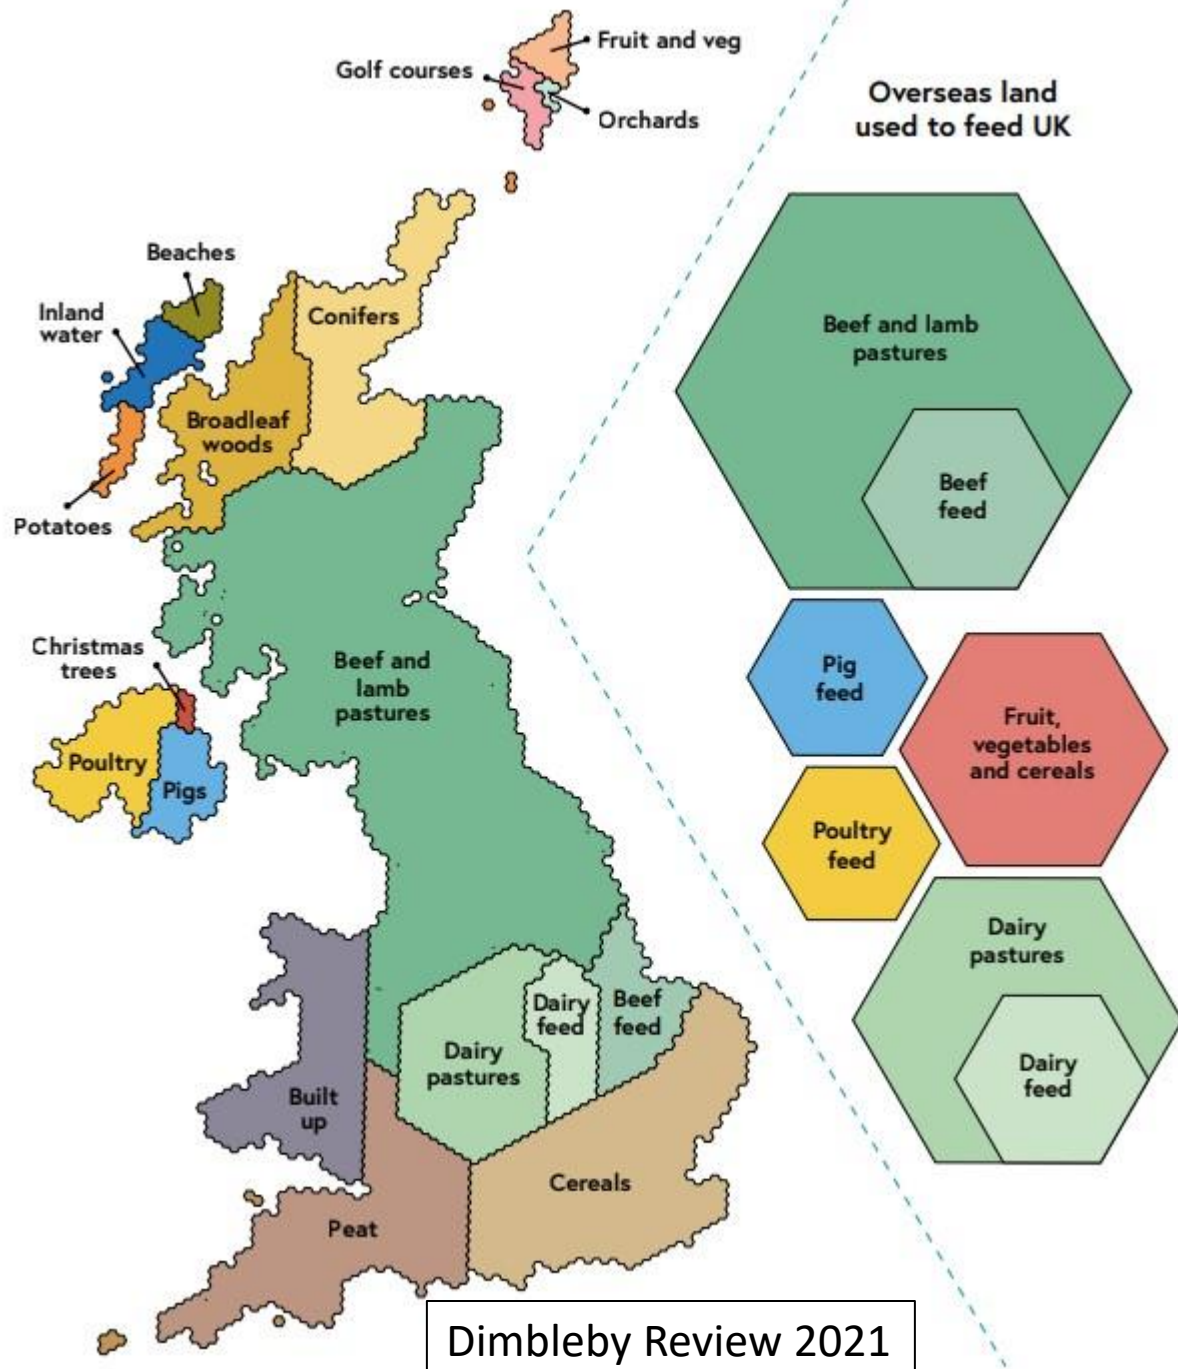 Fruit and veg
Golf courses
Orchards
Overseas land
used to feed UK
Beaches
Inland
water
Conifers
Broadleaf
woods
Potatoes
Beef and lamb
pastures
Beef
feed
Christmas
trees
Beef and
lamb
pastures
Poultry
Pigs
Pig
feed
Fruit,
vegetables
and cereals
Poultry
feed
Dairy
pastures
Dairy
feed
Beef
feed
Dairy
pastures
Built
up
Dairy
feed
Cereals
Peat
Dimbleby Review 2021